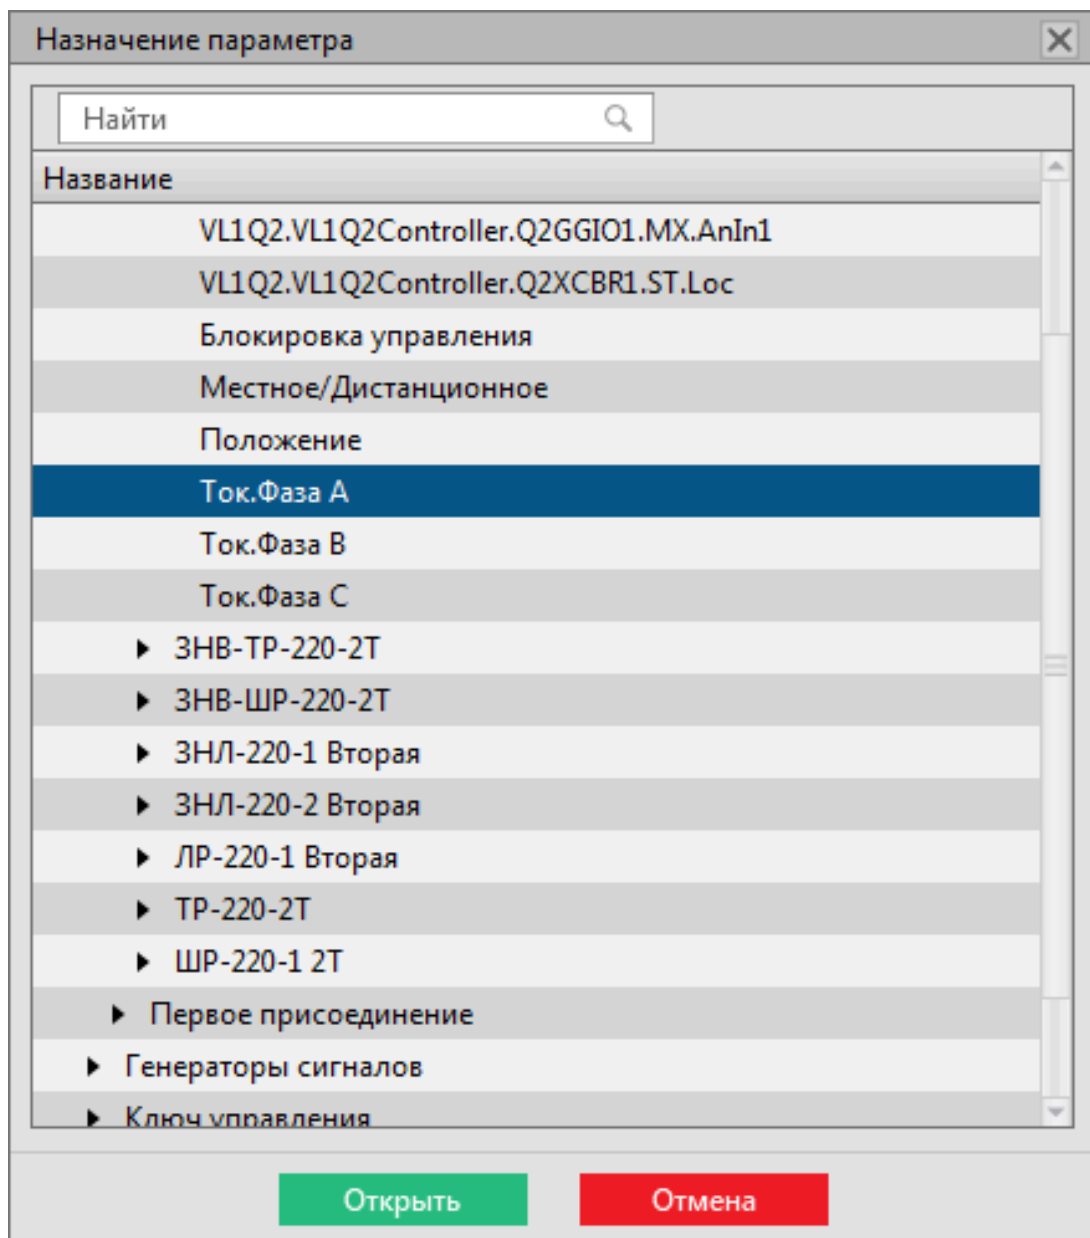 Назначение параметра
Найти
Название
VL1Q2.VL1Q2Controller.Q2GGIO1.MX.AnIn1
VL1Q2.VL1Q2Controller.Q2XCBR1.ST.Loc
Блокировка управления
Местное/Дистанционное
Положение
Ток.Фаза A
Ток.Фаза B
Ток.Фаза C
ЗНВ-ТР-220-2Т
ЗНВ-ШР-220-2Т
ЗНЛ-220-1 Вторая
ЗНЛ-220-2 Вторая
ЛР-220-1 Вторая
ТР-220-2Т
ШР-220-1 2Т
Первое присоединение
Генераторы сигналов
Ключ управления
Открыть
Отмена